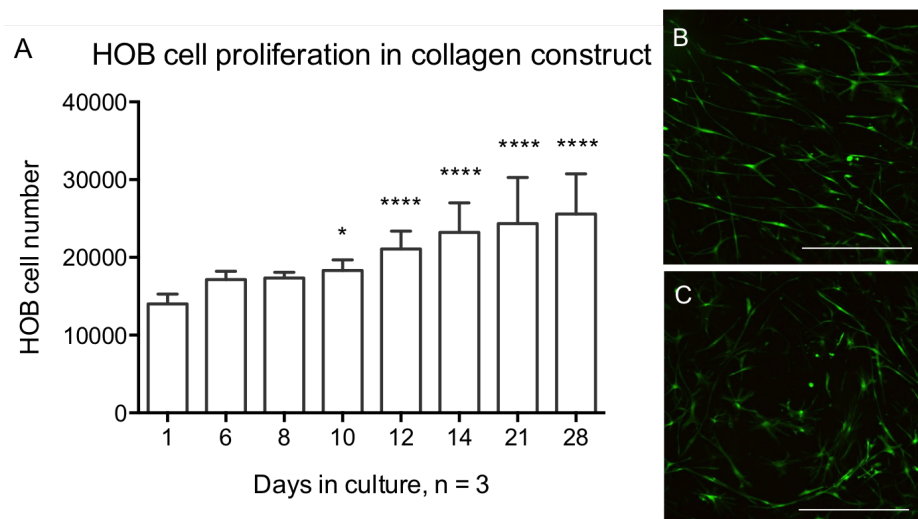 A
HOB cell proliferation in collagen construct
B
40000
30000
20000
10000
0
HOB cell number
*
****
****
****
****
1 6 8 10 12 14 21 28
Days in culture, n = 3
C